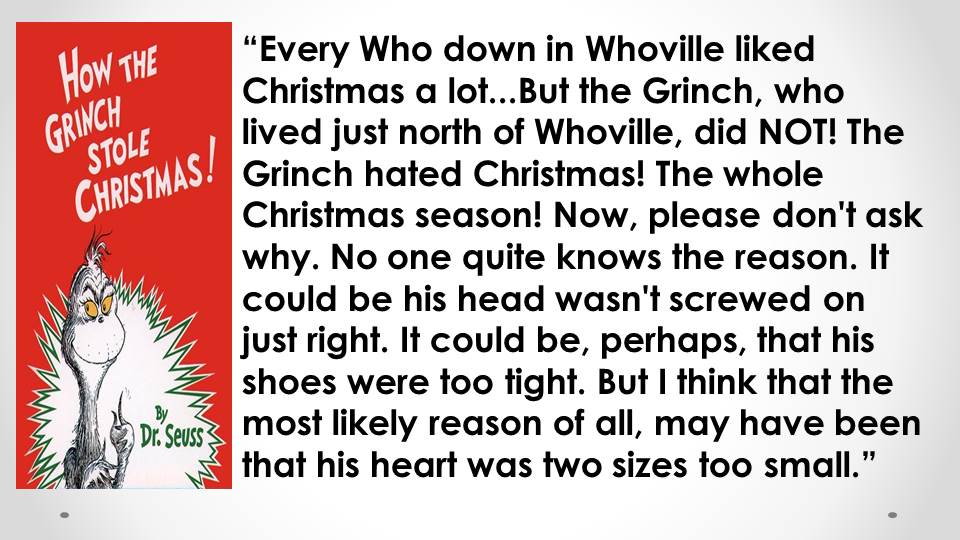 HOW THE
GRINCH
STOLE
CHRISTMAS!
By
Dr. Seuss
“Every Who down in Whoville liked
Christmas a lot...But the Grinch, who
lived just north of Whoville, did NOT! The
Grinch hated Christmas! The whole
Christmas season! Now, please don't ask
why. No one quite knows the reason. It
could be his head wasn't screwed on
just right. It could be, perhaps, that his
shoes were too tight. But I think that the
most likely reason of all, may have been
that his heart was two sizes too small.”